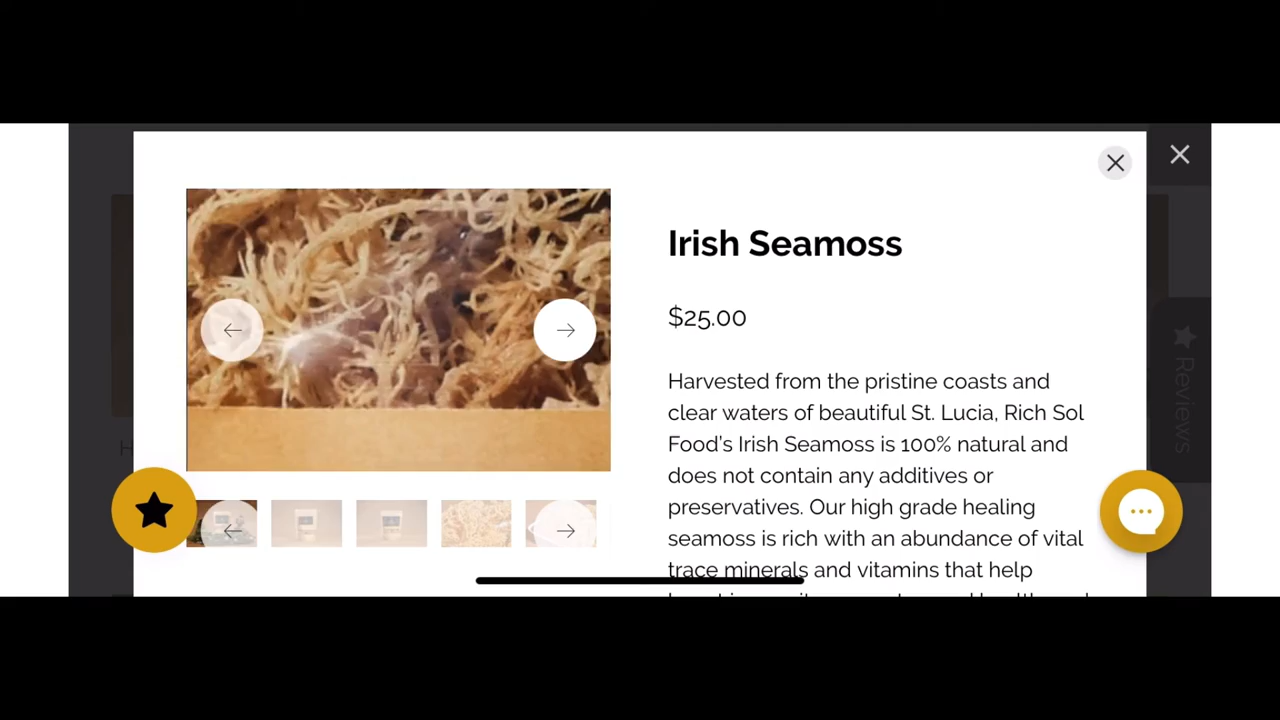 Irish Seamoss
$25.00
Harvested from the pristine coasts and
clear waters of beautiful St. Lucia, Rich Sol
Food's Irish Seamoss is 100% natural and
does not contain any additives or
preservatives. Our high grade healing
seamoss is rich with an abundance of vital
trace minerals and vitamins that help
Reviews